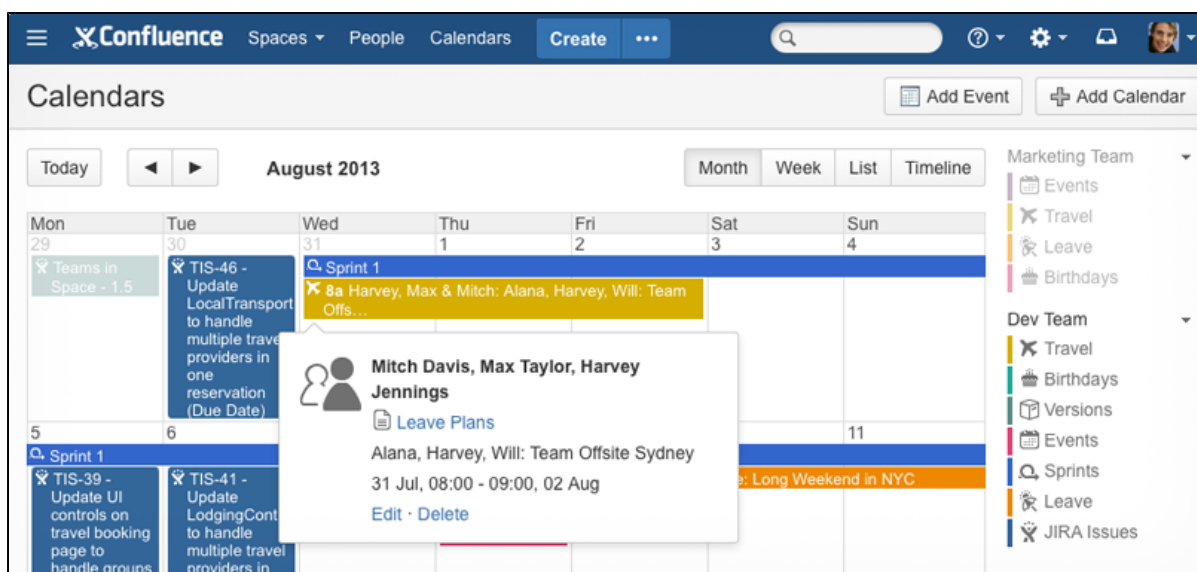 Confluence Spaces People Calendars Create
Calendars Add Event Add Calendar
Today August 2013 Month Week List Timeline
Mon Tue Wed Thu Fri Sat Sun
29 30 31 1 2 3 4
Teams in
Space - 1.5
TIS-46 -
Update
LocalTransport
to handle
multiple trave
providers in
one
reservation
(Due Date)
Sprint 1
8a Harvey, Max & Mitch: Alana, Harvey, Will: Team
Offs…
Mitch Davis, Max Taylor, Harvey
Jennings
Leave Plans
Alana, Harvey, Will: Team Offsite Sydney
31 Jul, 08:00 - 09:00, 02 Aug
Edit · Delete
5 6 11
Sprint 1
TIS-39 -
Update UI
controls on
travel booking
page to
handle groups
TIS-41 -
Update
LodgingCont
to handle
multiple travel
providers in
e: Long Weekend in NYC
Marketing Team
Events
Travel
Leave
Birthdays
Dev Team
Travel
Birthdays
Versions
Events
Sprints
Leave
JIRA Issues